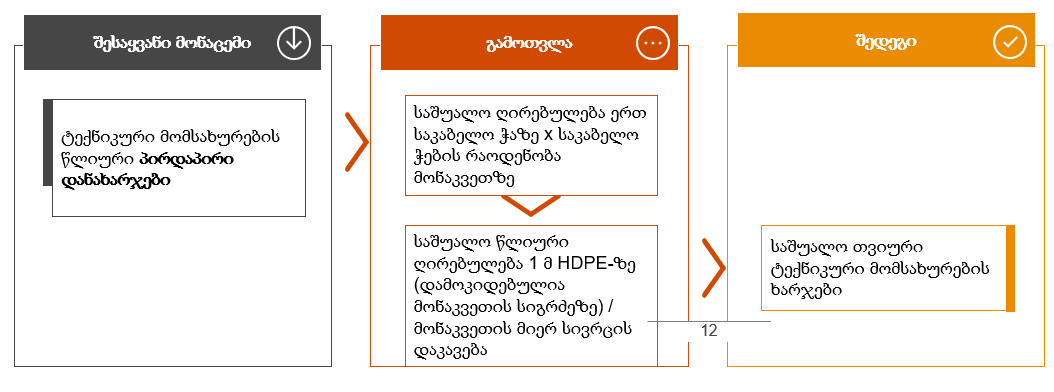 შესაყვანი მონაცემი
ტექნიკური მომსახურების
წლიური პირდაპირი
დანახარჯები
გამოთვლა
საშუალო ღირებულება ერთ
საკაბელო ჭაზე x საკაბელო
ჭების რაოდენობა
მონაკვეთზე
საშუალო წლიური
ღირებულება 1 მ HDPE-ზე
(დამოკიდებულია
მონაკვეთის სიგრძეზე) /
მონაკვეთის მიერ სივრცის
დაკავება
12
შედეგი
საშუალო თვიური
ტექნიკური მომსახურების
ხარჯები